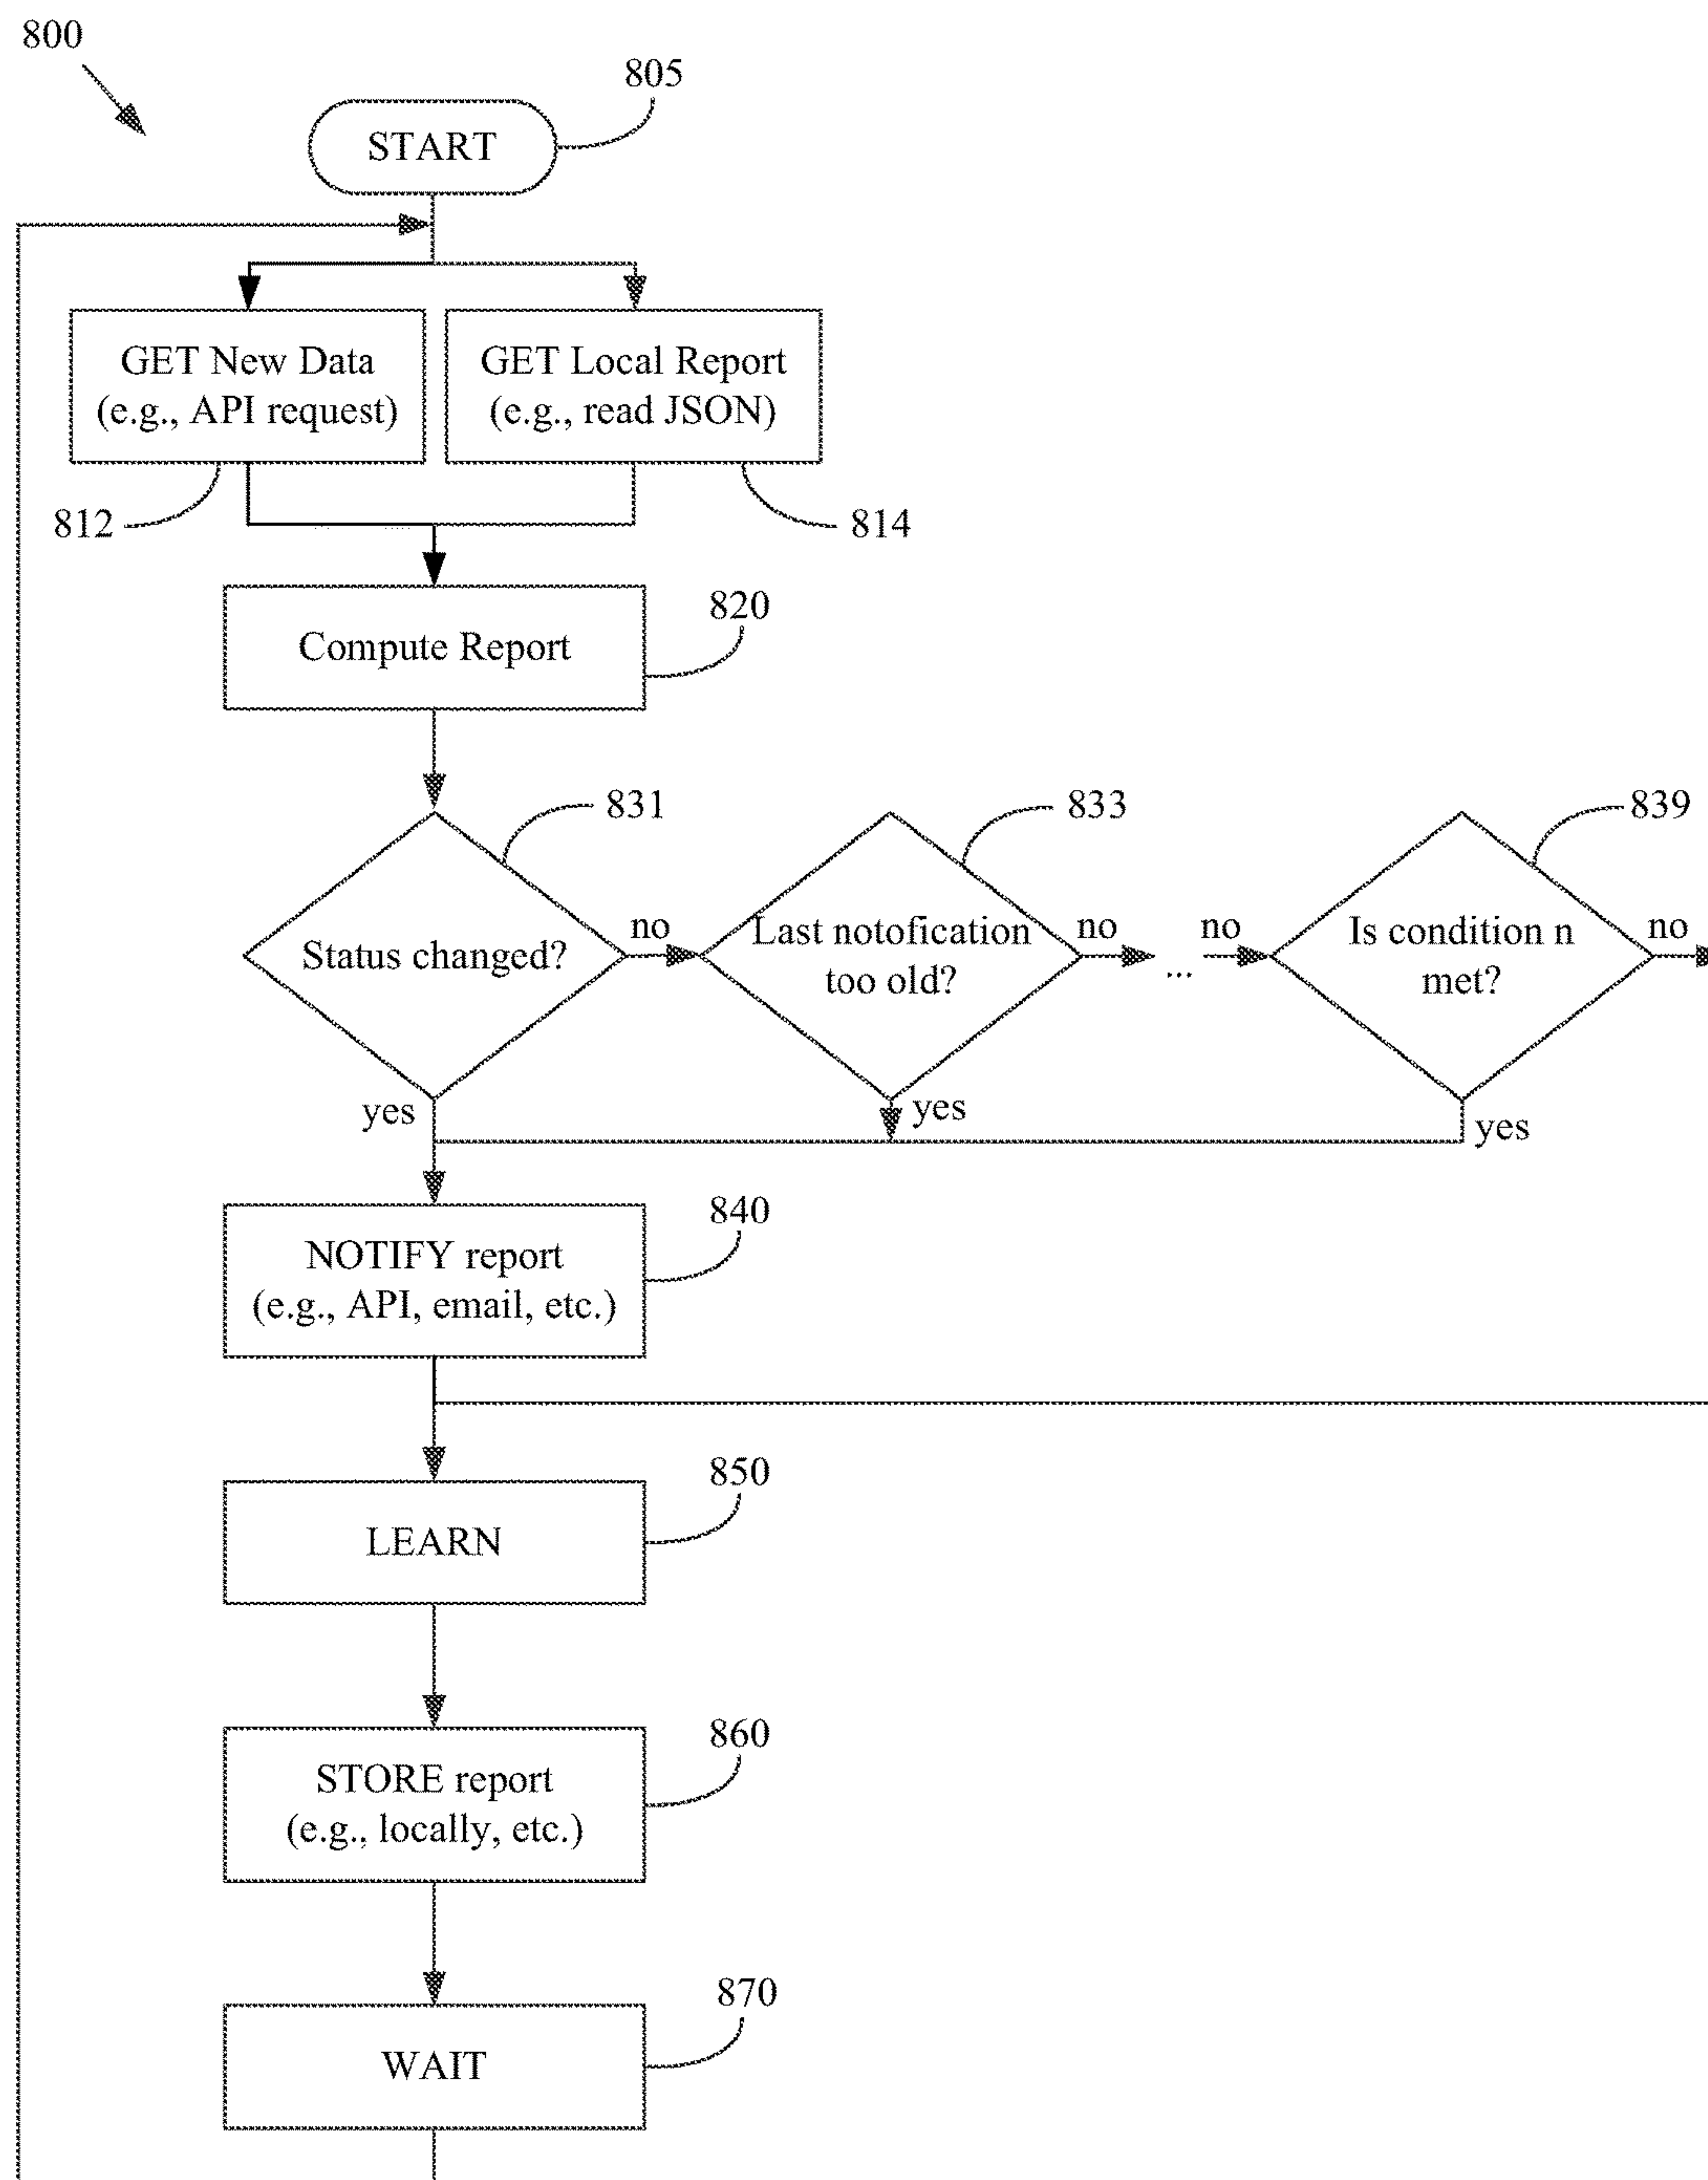 800
805
START
GET New Data
(e.g., API request)
GET Local Report
(e.g., read JSON)
812
814
820
Compute Report
831
833
839
Status changed?
no
Last notofication
too old?
no
...
no
Is condition n
met?
no
yes
yes
yes
840
NOTIFY report
(e.g., API, email, etc.)
850
LEARN
860
STORE report
(e.g., locally, etc.)
870
WAIT